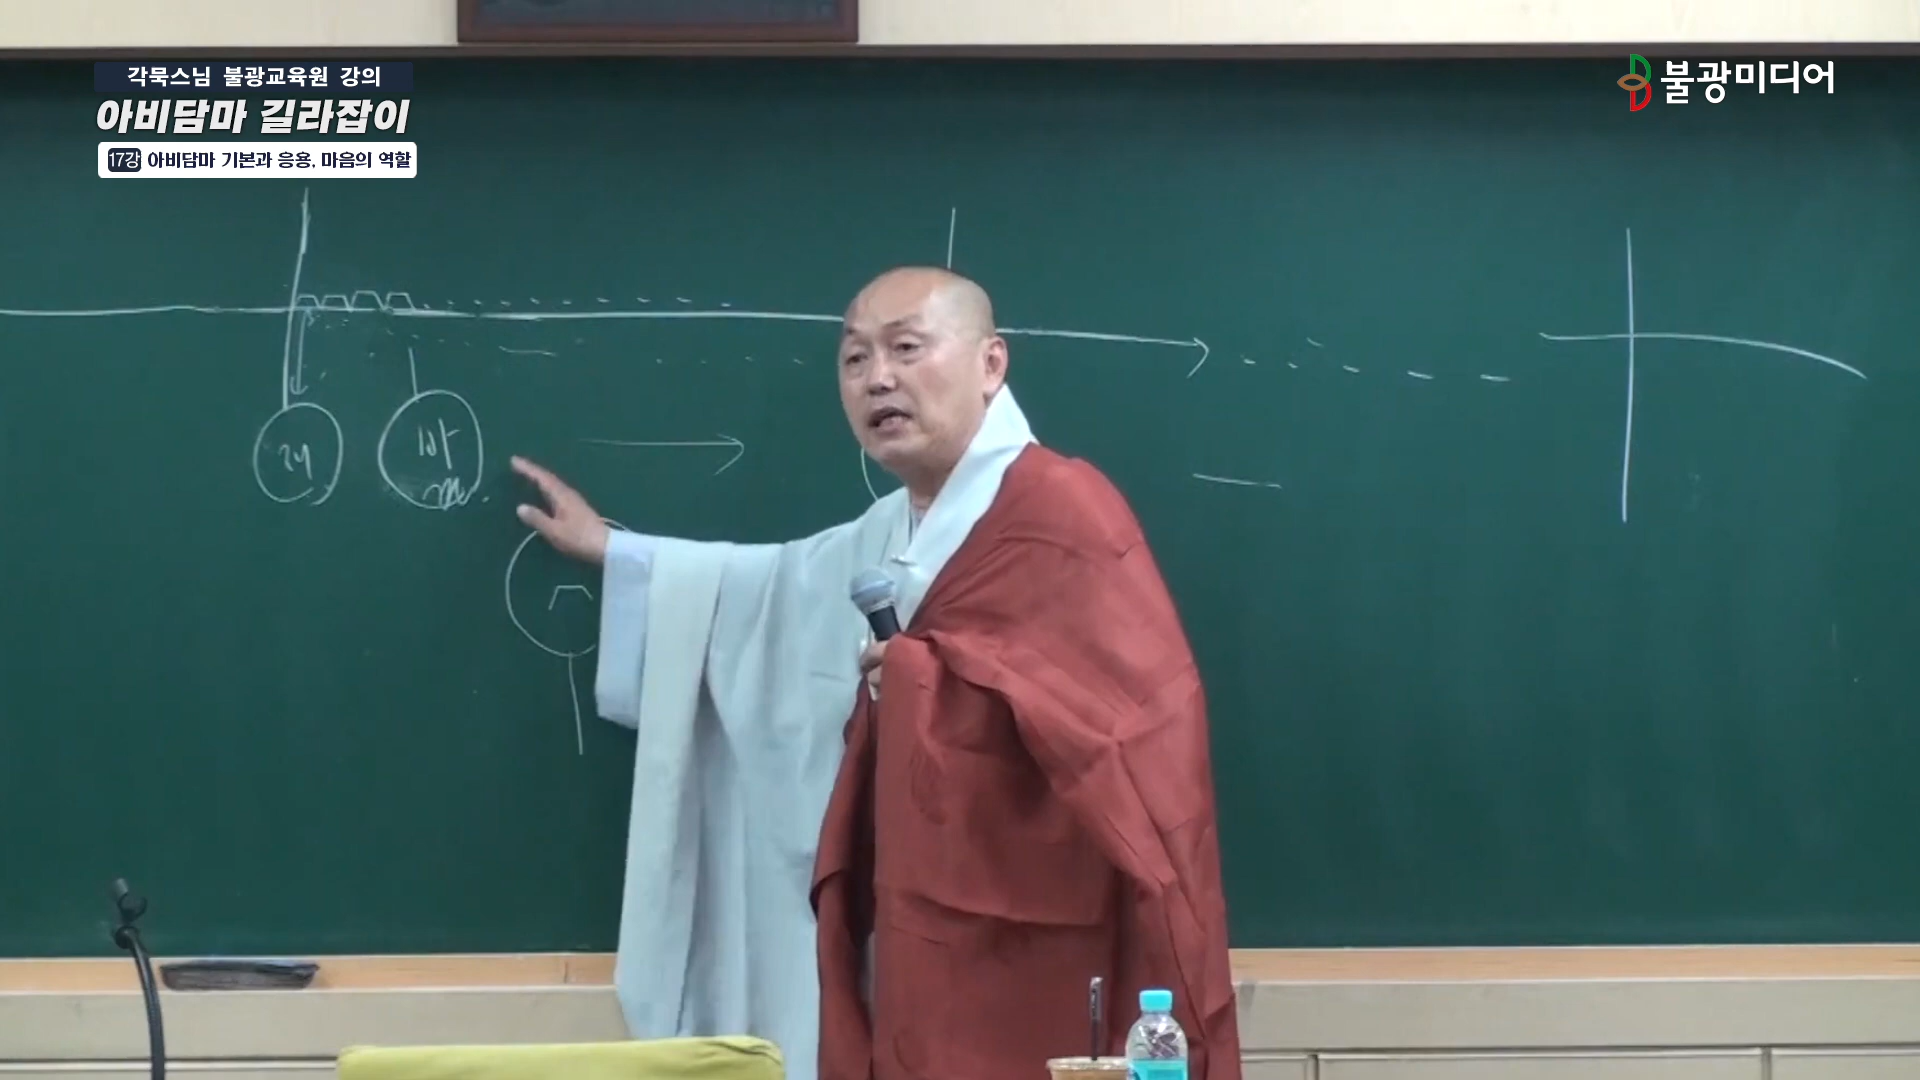 각묵스님 불광교육원 강의
아비담마 길라잡이
17강 아비담마 기본과 응용, 마음의 역할
불광미디어
재
바